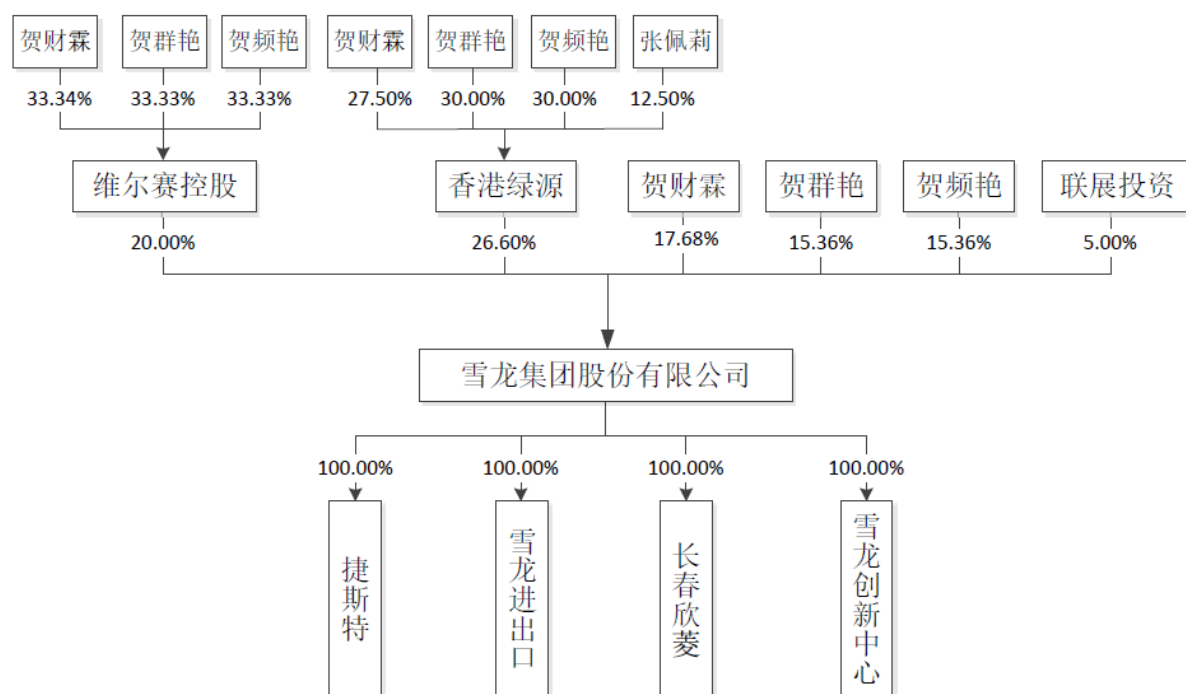 贺财霖
贺群艳
贺频艳
贺财霖
贺群艳
贺频艳
张佩莉
33.34%
33.33%
33.33%
27.50%
30.00%
30.00%
12.50%
维尔赛控股
香港绿源
贺财霖
贺群艳
贺频艳
联展投资
20.00%
26.60%
17.68%
15.36%
15.36%
5.00%
雪龙集团股份有限公司
100.00%
100.00%
100.00%
100.00%
捷斯特
雪龙进出口
长春欣菱
雪龙创新中心